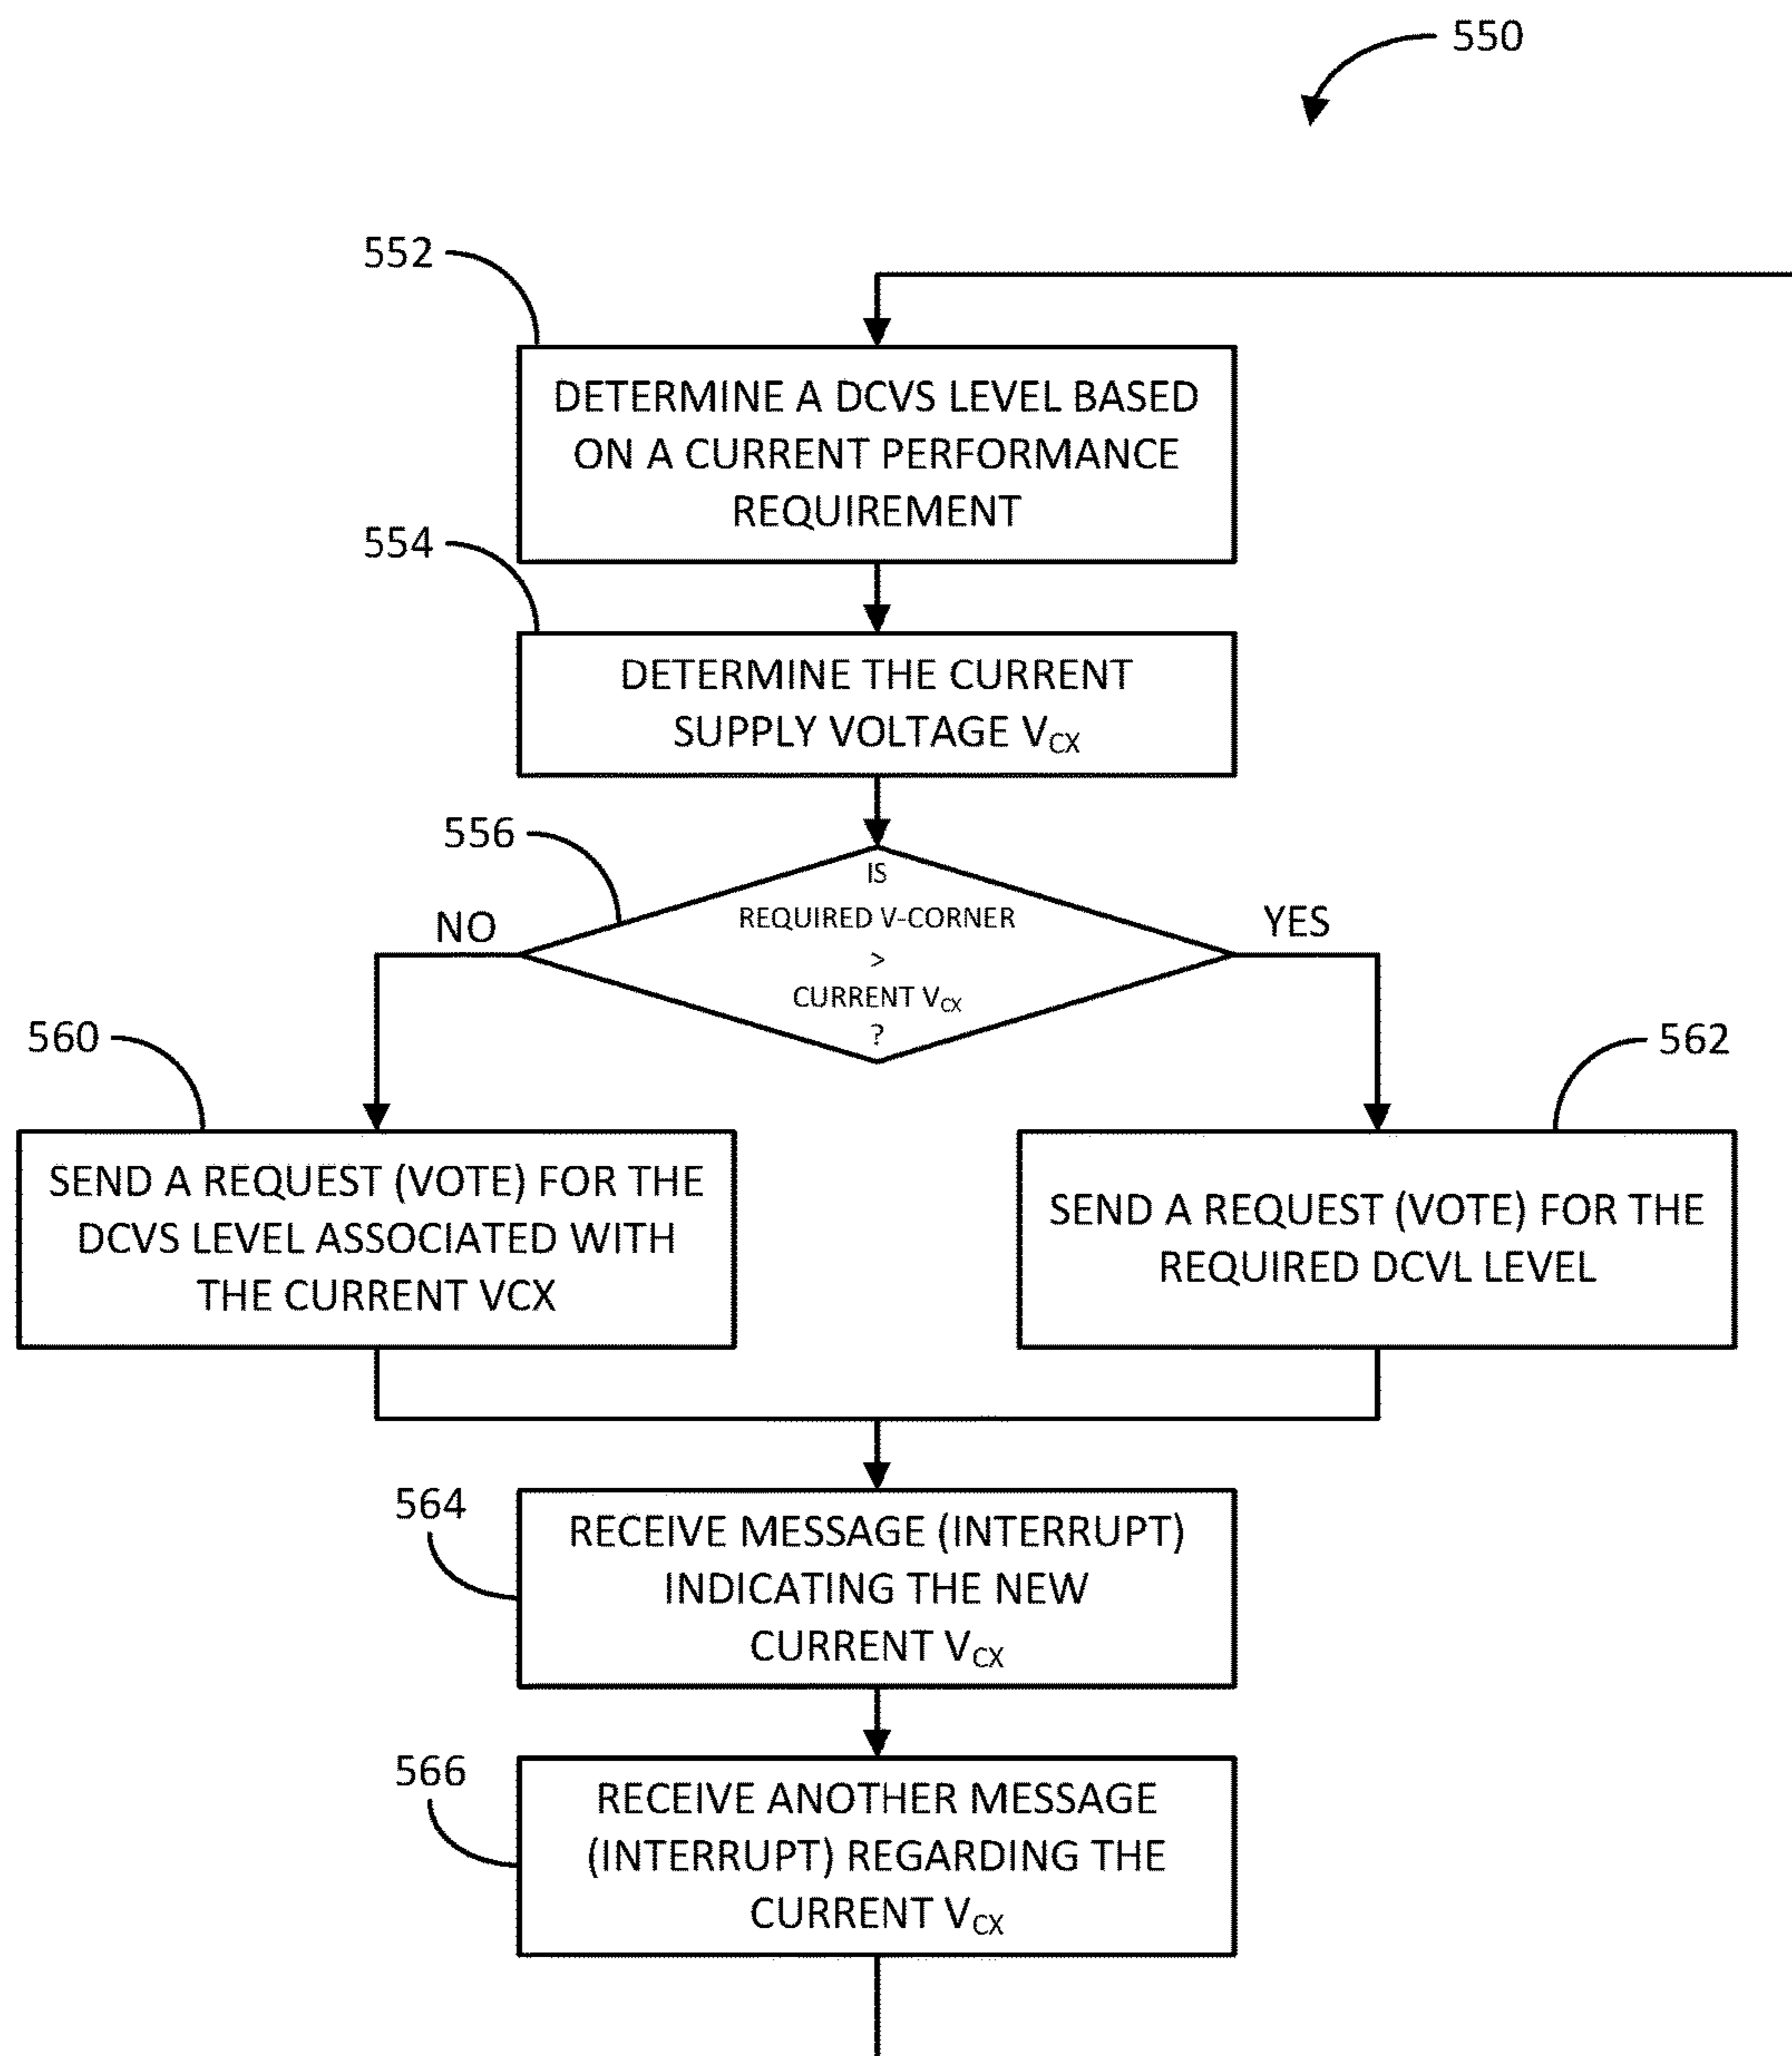 550
552
DETERMINE A DCVS LEVEL BASED
ON A CURRENT PERFORMANCE
REQUIREMENT
554
DETERMINE THE CURRENT
SUPPLY VOLTAGE VCX
556
IS
REQUIRED V-CORNER
>
CURRENT VCX
?
NO
YES
560
SEND A REQUEST (VOTE) FOR THE
DCVS LEVEL ASSOCIATED WITH
THE CURRENT VCX
562
SEND A REQUEST (VOTE) FOR THE
REQUIRED DCVL LEVEL
564
RECEIVE MESSAGE (INTERRUPT)
INDICATING THE NEW
CURRENT VCX
566
RECEIVE ANOTHER MESSAGE
(INTERRUPT) REGARDING THE
CURRENT VCX